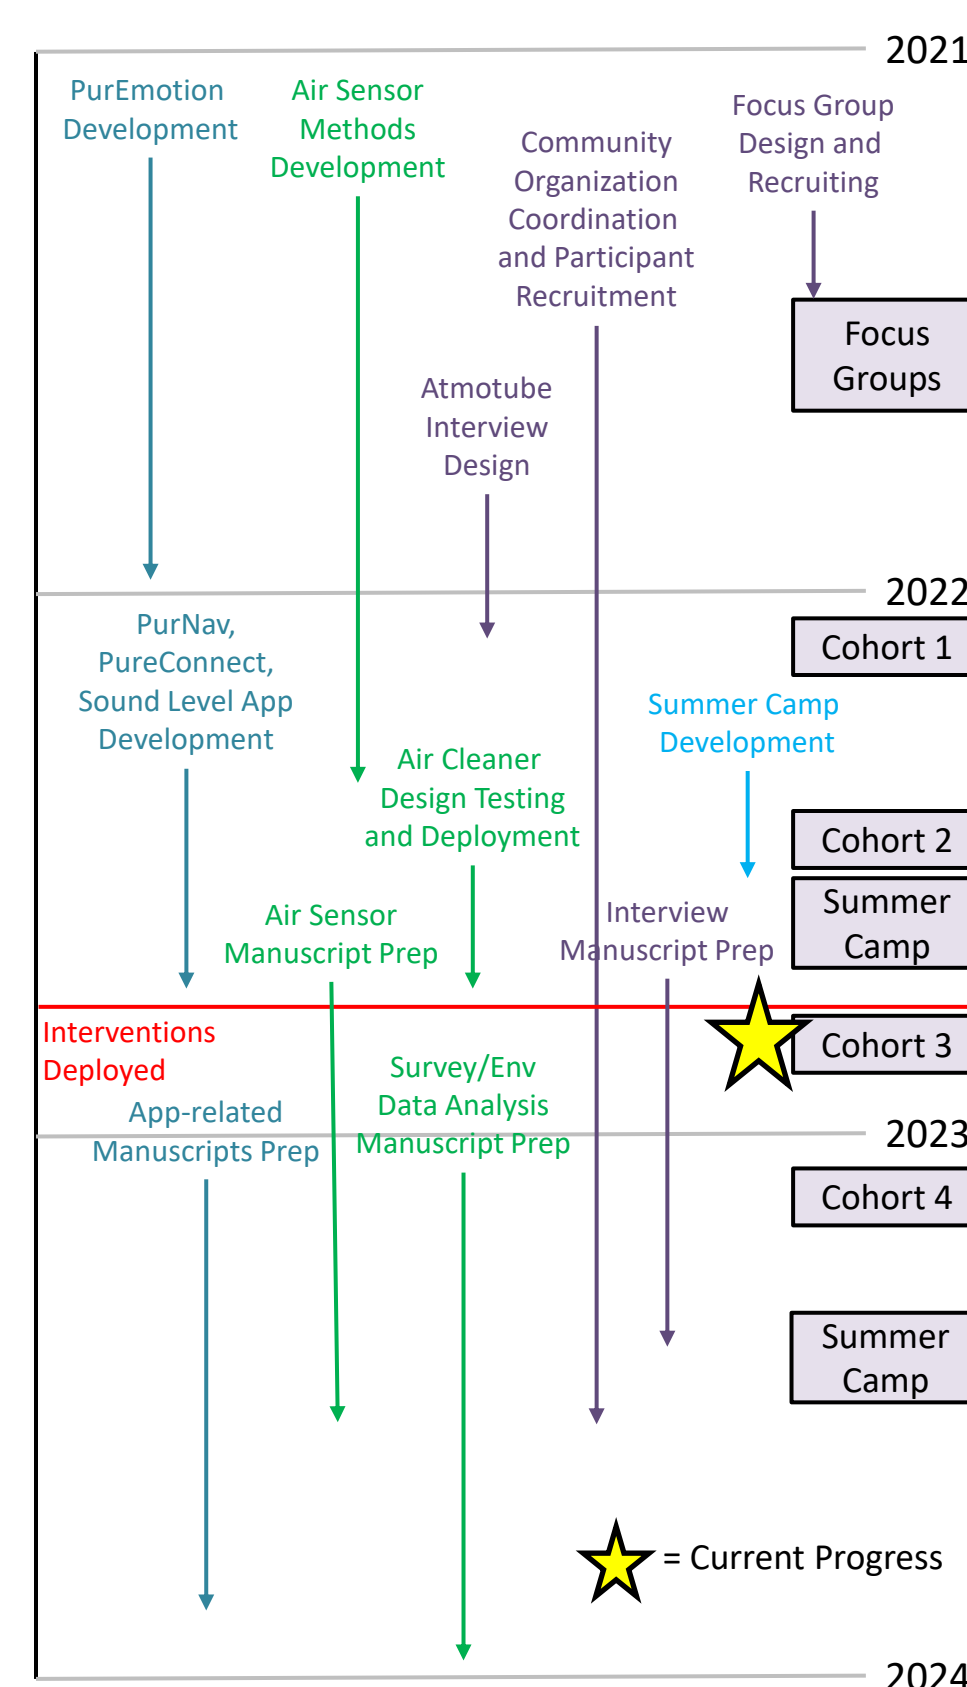 2021
PurEmotion
Development
Air Sensor
Methods
Development
Community
Organization
Coordination
and Participant
Recruitment
Focus Group
Design and
Recruiting
Focus
Groups
Atmotube
Interview
Design
2022
PurNav,
PureConnect,
Sound Level App
Development
Cohort 1
Summer Camp
Development
Air Cleaner
Design Testing
and Deployment
Cohort 2
Summer
Camp
Air Sensor
Manuscript Prep
Interview
Manuscript Prep
Interventions
Deployed
Cohort 3
App-related
Manuscripts Prep
Survey/Env
Data Analysis
Manuscript Prep
2023
Cohort 4
Summer
Camp
= Current Progress
2024